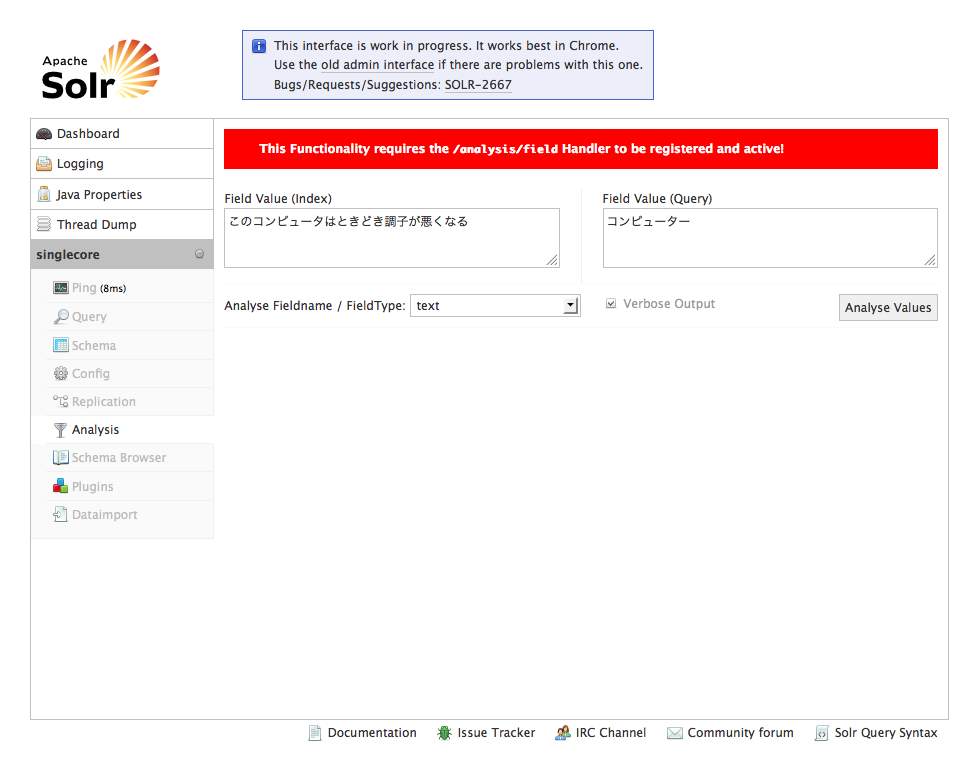 Apache
Solr
This interface is work in progress. It works best in Chrome.
Use the old admin interface if there are problems with this one.
Bugs/Requests/Suggestions: SOLR-2667
Dashboard
Logging
Java Properties
Thread Dump
singlecore
Ping (8ms)
Query
Schema
Config
Replication
Analysis
Schema Browser
Plugins
Dataimport
This Functionality requires the /analysis/field Handler to be registered and active!
Field Value (Index)
このコンピュータはときどき調子が悪くなる
Field Value (Query)
コンピューター
Analyse Fieldname / FieldType: text
Verbose Output
Analyse Values
Documentation Issue Tracker IRC Channel Community forum Solr Query Syntax